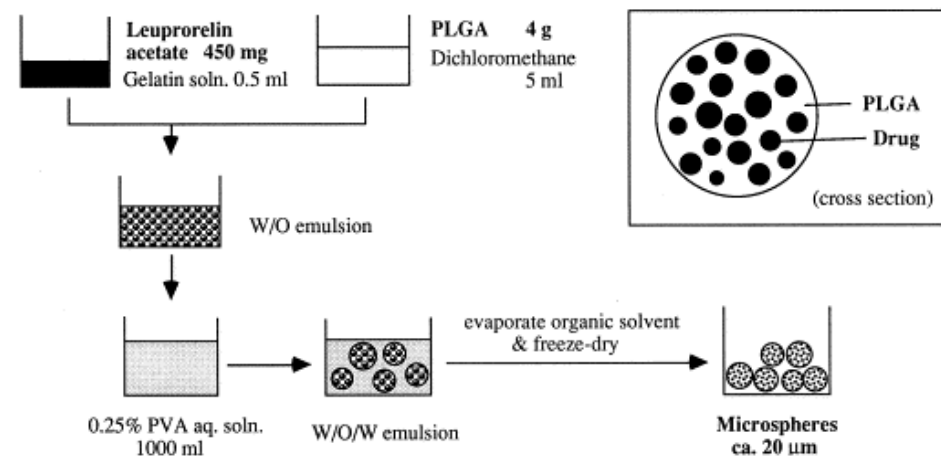 Leuprorelin
acetate 450 mg
Gelatin soln. 0.5 ml
PLGA 4 g
Dichloromethane
5 ml
PLGA
Drug
(cross section)
W/O emulsion
evaporate organic solvent
& freeze-dry
0.25% PVA aq. soln.
1000 ml
W/O/W emulsion
Microspheres
ca. 20 μm